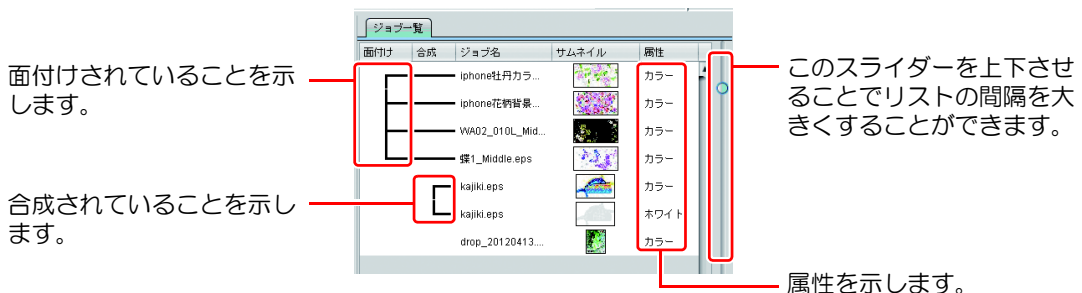 ジョブ一覧
面付け 合成 ジョブ名 サムネイル 属性
iphone牡丹カラ... カラー
iphone花柄背景... カラー
WA02_010L_Mid... カラー
蝶1_Middle.eps カラー
kajiki.eps カラー
kajiki.eps ホワイト
drop_20120413.... カラー
面付けされていることを示
します。
合成されていることを示し
ます。
このスライダーを上下させ
ることでリストの間隔を大
きくすることができます。
属性を示します。